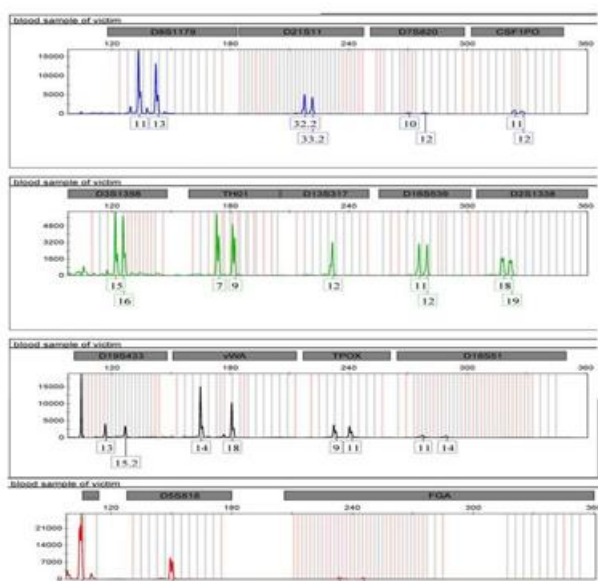 blood sample of victim
D8S1179 D21S11 D7S820 CSF1PO
120 180 240 300 360
15000
10000
5000
0
11 13 32.2 10 11
33.2 12 12
blood sample of victim
D3S1358 TH01 D13S317 D16S539 D2S1338
120 180 240 300 360
4800
3200
1600
0
15 7 9 12 11 18
16 12 19
blood sample of victim
D19S433 vWA TPOX D18S51
120 180 240 300 360
15000
10000
5000
0
13 14 18 9 11 11 14
15.2
blood sample of victim
D5S818 FGA
120 180 240 300 360
21000
14000
7000
0